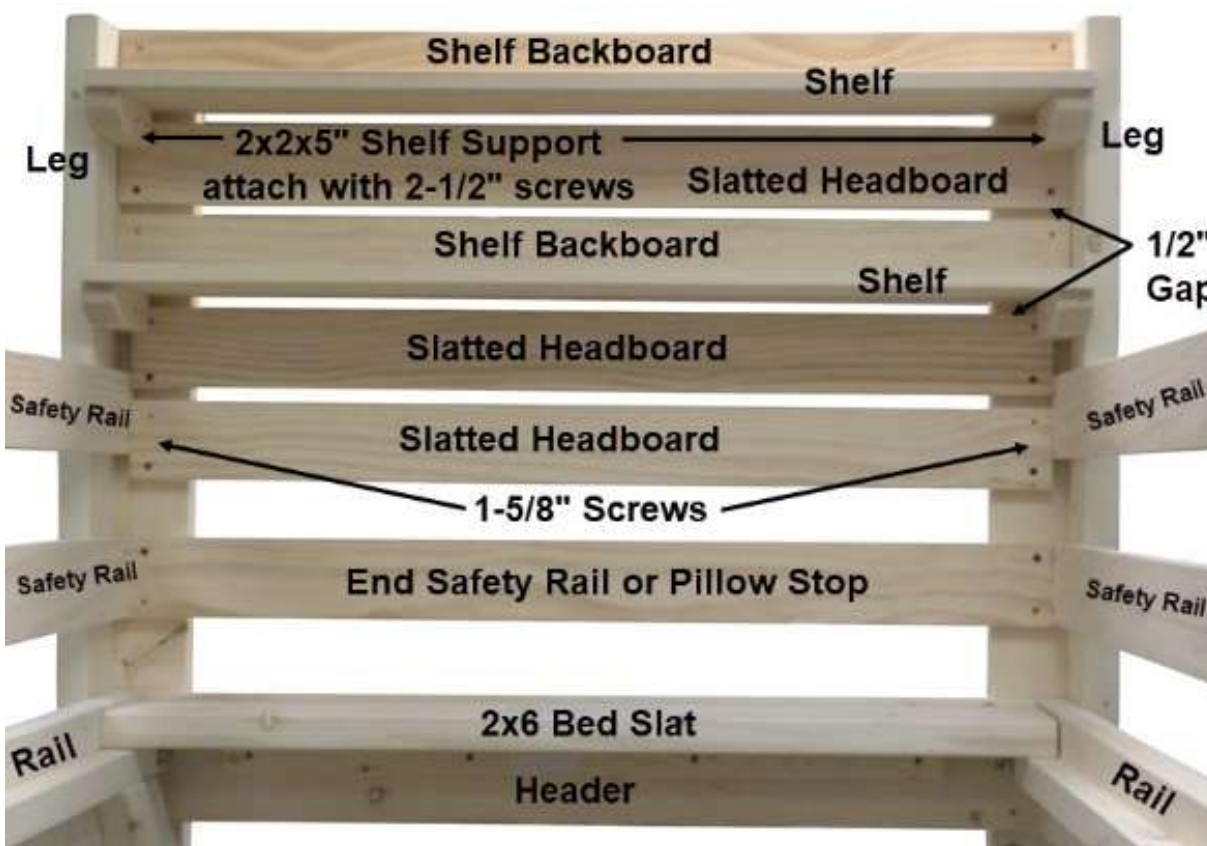 Shelf Backboard
Shelf
Leg
2x2x5" Shelf Support
attach with 2-1/2" screws
Leg
Slatted Headboard
Shelf Backboard
1/2"
Gap
Shelf
Slatted Headboard
Safety Rail
Safety Rail
Slatted Headboard
1-5/8" Screws
Safety Rail
End Safety Rail or Pillow Stop
Safety Rail
2x6 Bed Slat
Rail
Rail
Header